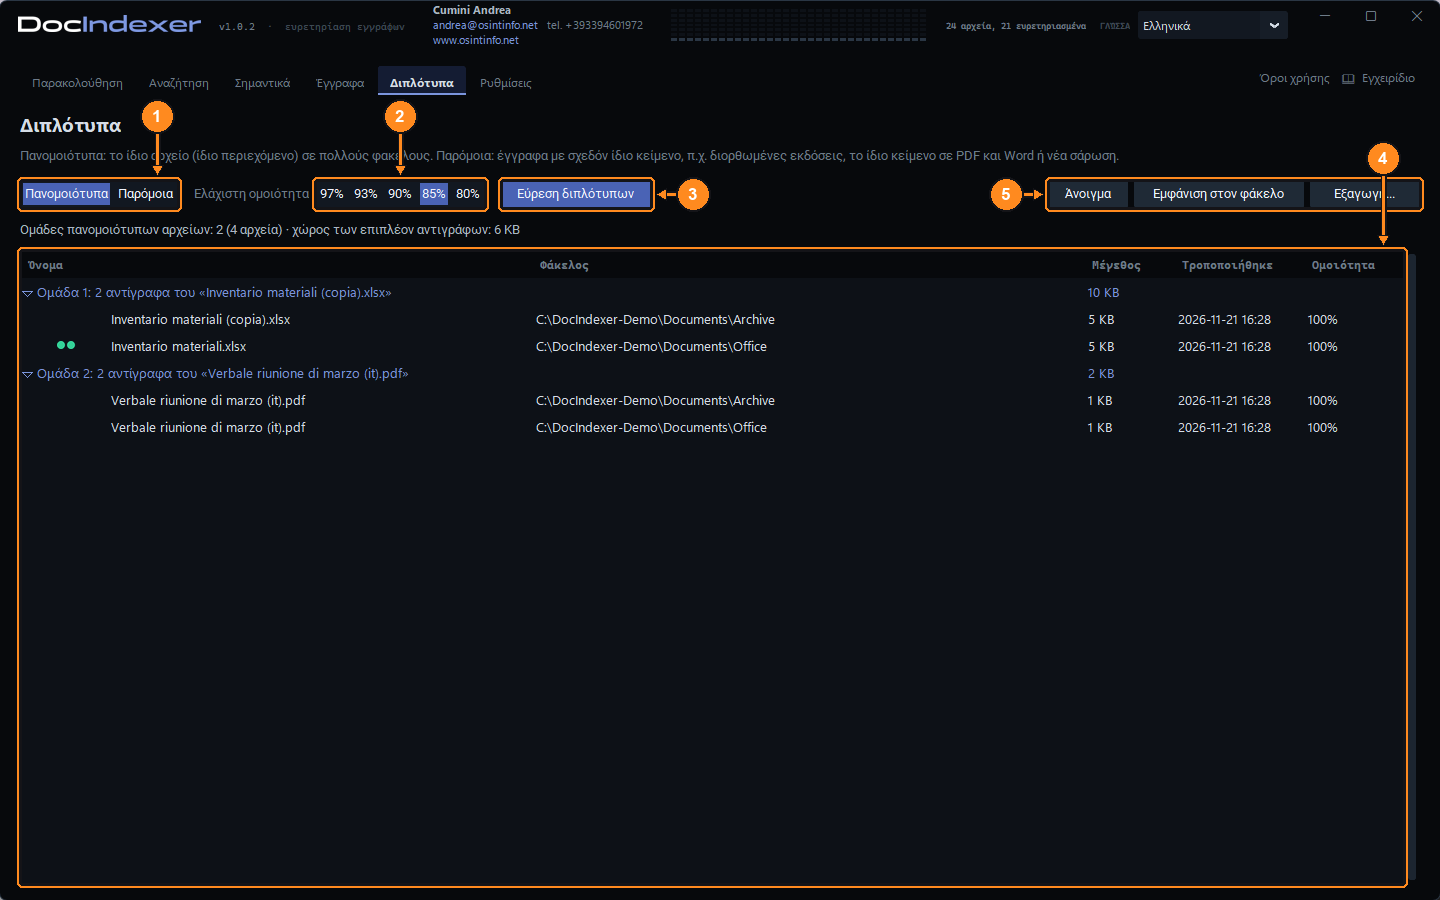 DocIndexer v1.0.2 · ευρετηρίαση εγγράφων
Cumini Andrea
andrea@osintinfo.net tel. +393394601972
www.osintinfo.net
24 αρχεία, 21 ευρετηριασμένα ΓΛΏΣΣΑ Ελληνικά
Παρακολούθηση Αναζήτηση Σημαντικά Έγγραφα Διπλότυπα Ρυθμίσεις Όροι χρήσης Εγχειρίδιο
1 2
Διπλότυπα
Πανομοιότυπα: το ίδιο αρχείο (ίδιο περιεχόμενο) σε πολλούς φακέλους. Παρόμοια: έγγραφα με σχεδόν ίδιο κείμενο, π.χ. διορθωμένες εκδόσεις, το ίδιο κείμενο σε PDF και Word ή νέα σάρωση.
4
Πανομοιότυπα Παρόμοια Ελάχιστη ομοιότητα 97% 93% 90% 85% 80% Εύρεση διπλότυπων 3 5 Άνοιγμα Εμφάνιση στον φάκελο Εξαγωγή...
Ομάδες πανομοιότυπων αρχείων: 2 (4 αρχεία) · χώρος των επιπλέον αντιγράφων: 6 KB
Όνομα Φάκελος Μέγεθος Τροποποιήθηκε Ομοιότητα
Ομάδα 1: 2 αντίγραφα του «Inventario materiali (copia).xlsx» 10 KB
Inventario materiali (copia).xlsx C:\DocIndexer-Demo\Documents\Archive 5 KB 2026-11-21 16:28 100%
Inventario materiali.xlsx C:\DocIndexer-Demo\Documents\Office 5 KB 2026-11-21 16:28 100%
Ομάδα 2: 2 αντίγραφα του «Verbale riunione di marzo (it).pdf» 2 KB
Verbale riunione di marzo (it).pdf C:\DocIndexer-Demo\Documents\Archive 1 KB 2026-11-21 16:28 100%
Verbale riunione di marzo (it).pdf C:\DocIndexer-Demo\Documents\Office 1 KB 2026-11-21 16:28 100%